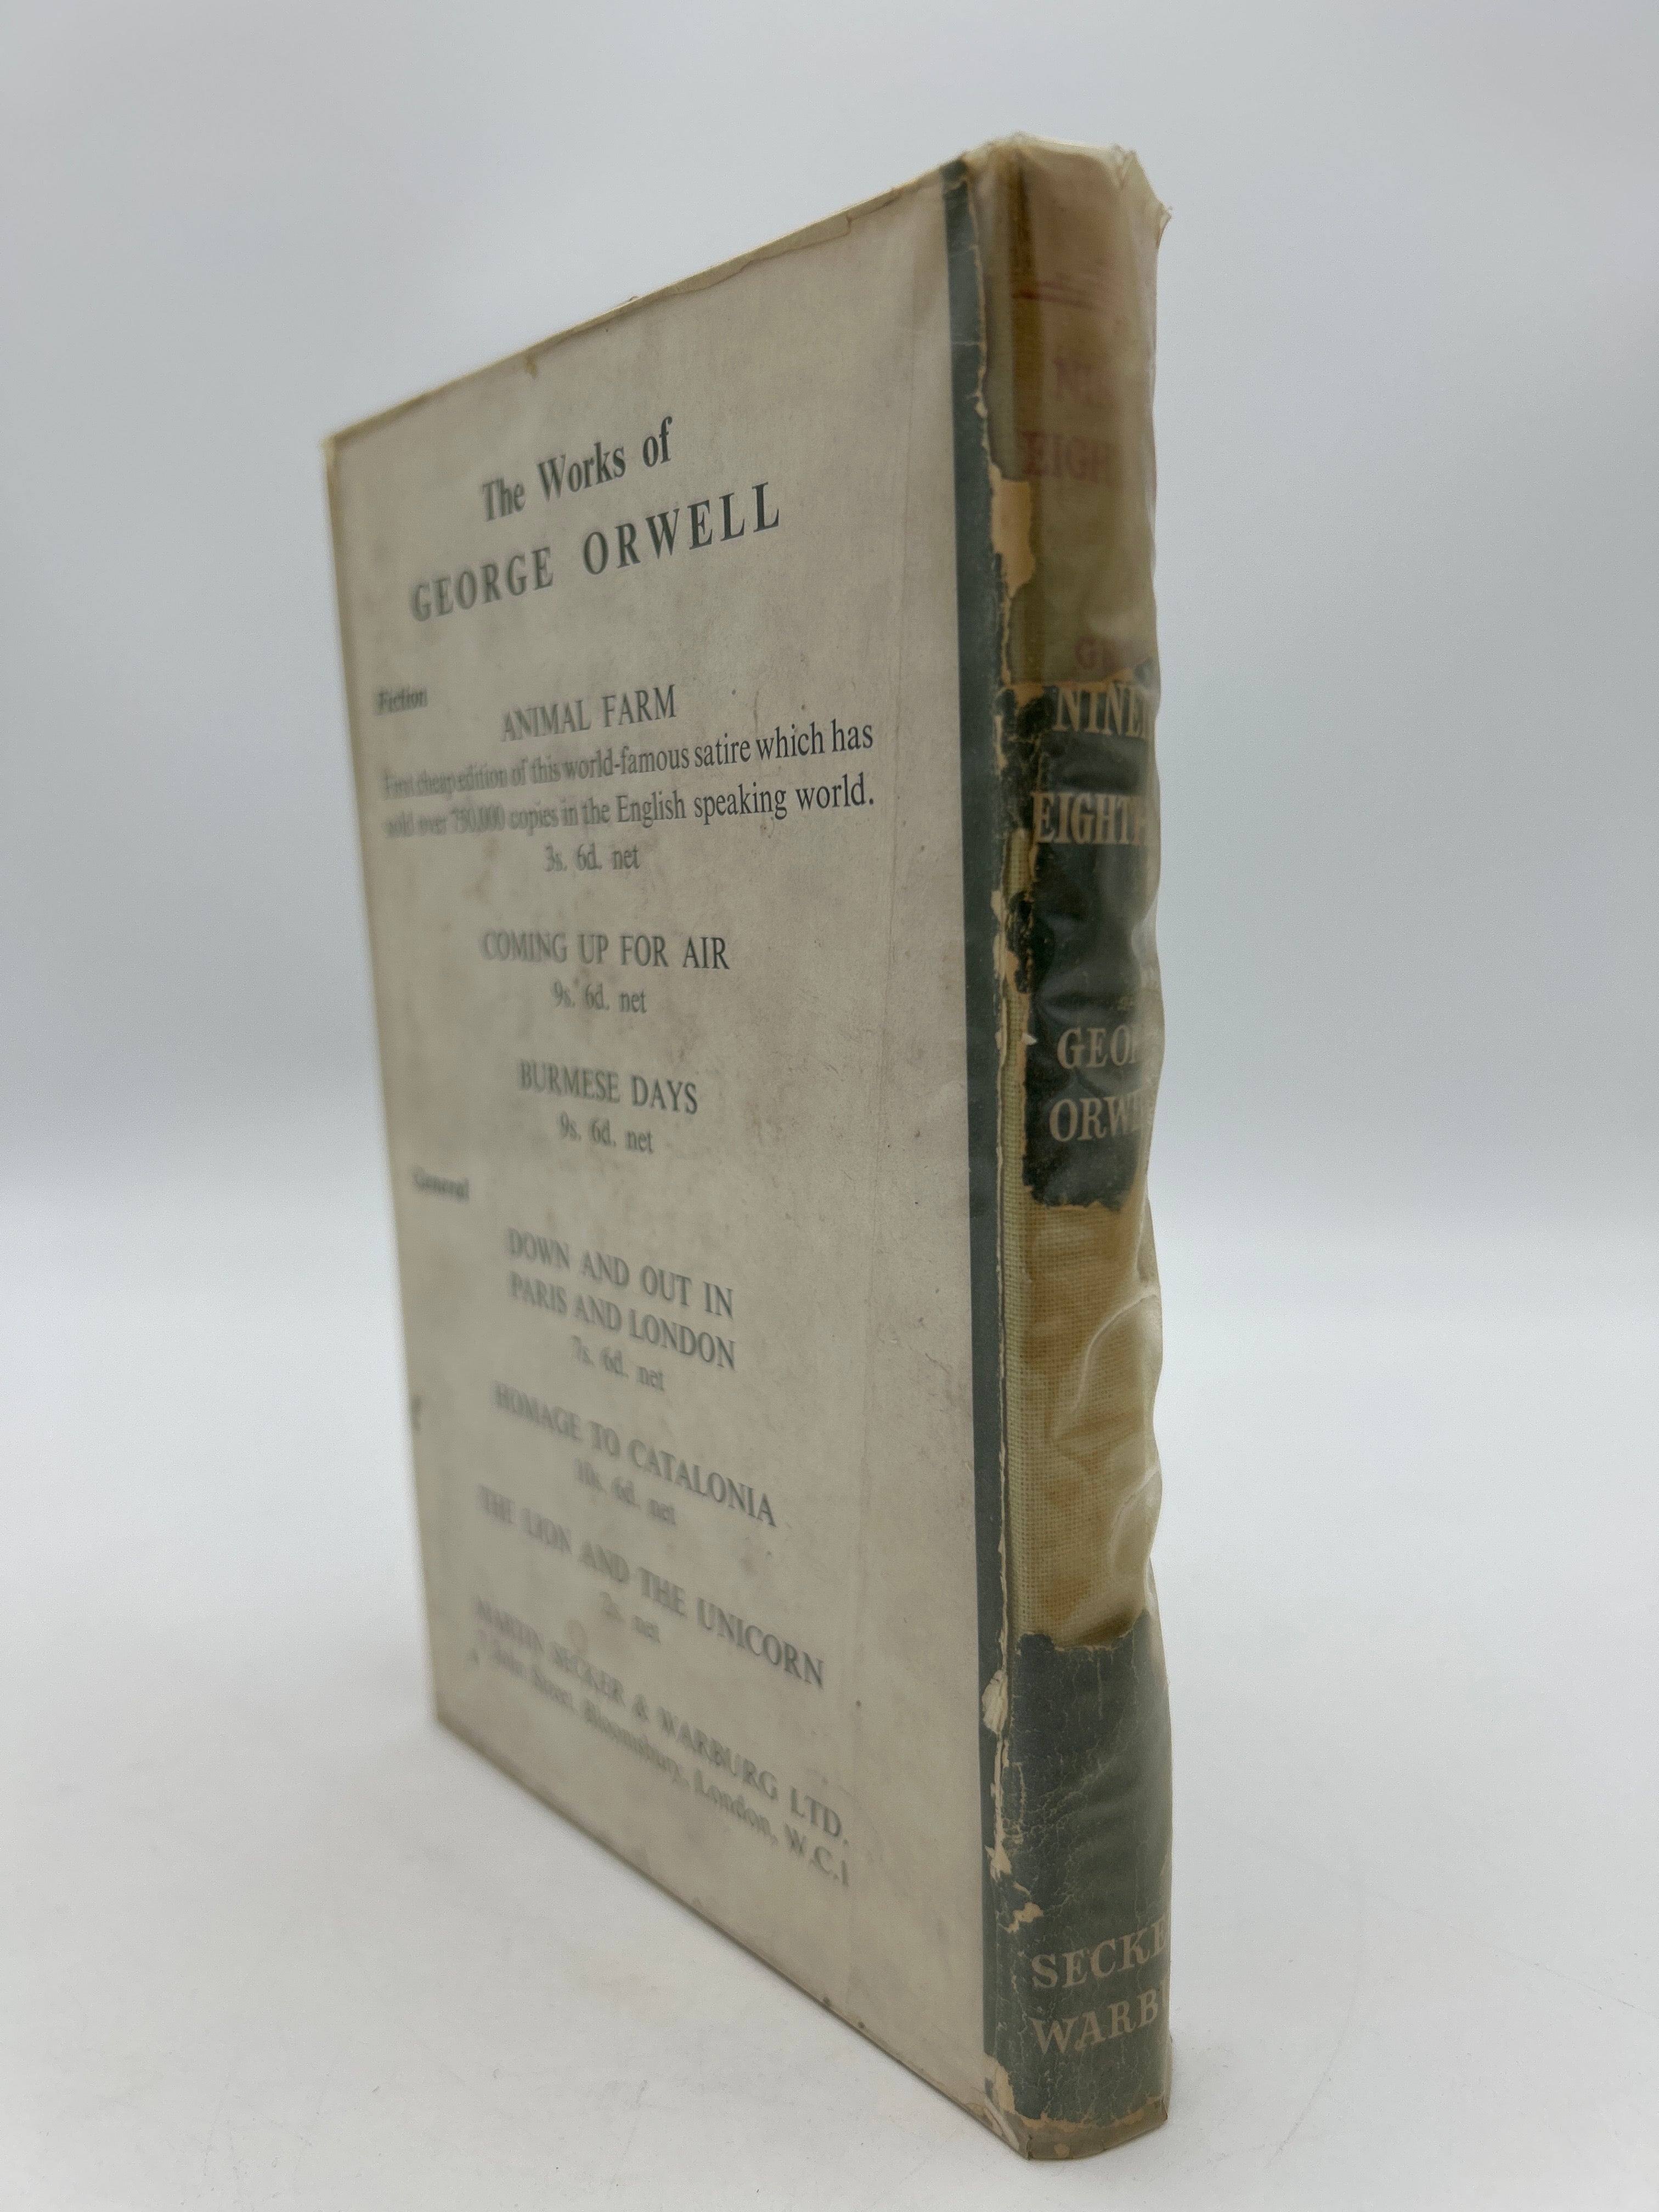 The Works of
GEORGE ORWELL
Fiction
ANIMAL FARM
First cheap edition of this world-famous satire which has
sold over 750,000 copies in the English speaking world.
3s. 6d. net
COMING UP FOR AIR
9s. 6d. net
BURMESE DAYS
9s. 6d. net
General
DOWN AND OUT IN
PARIS AND LONDON
7s. 6d. net
HOMAGE TO CATALONIA
10s. 6d. net
THE LION AND THE UNICORN
2s. net
MARTIN SECKER & WARBURG LTD.
7 John Street, Bloomsbury, London, W.C.1
EIGH
GE
NINE
EIGHT
GEO
ORWE
SECKE
WARBU